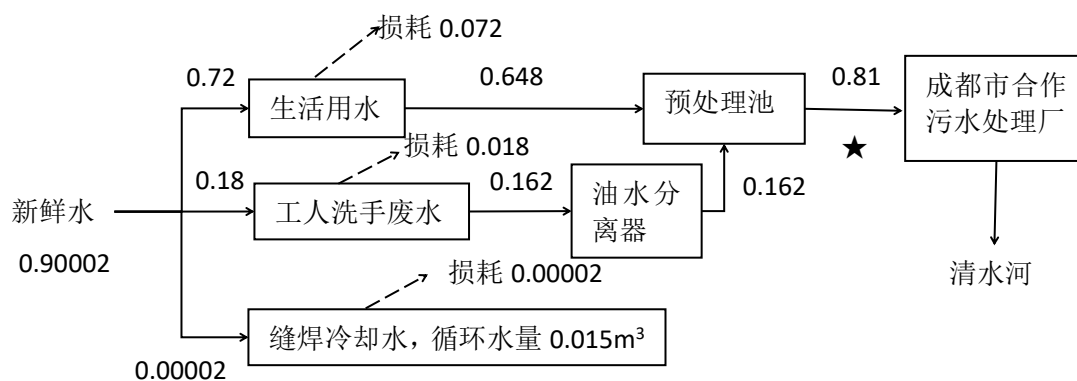 损耗 0.072
0.72
生活用水
0.648
预处理池
0.81
成都市合作
污水处理厂
★
损耗 0.018
0.18
工人洗手废水
0.162
油水分
离器
0.162
新鲜水
0.90002
清水河
损耗 0.00002
缝焊冷却水，循环水量 0.015m³
0.00002